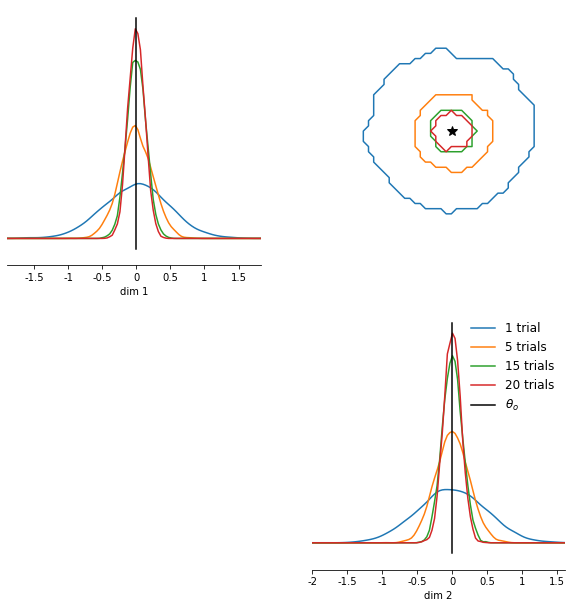 -1.5 -1 -0.5 0 0.5 1 1.5
dim 1
1 trial
5 trials
15 trials
20 trials
θo
-2 -1.5 -1 -0.5 0 0.5 1 1.5
dim 2